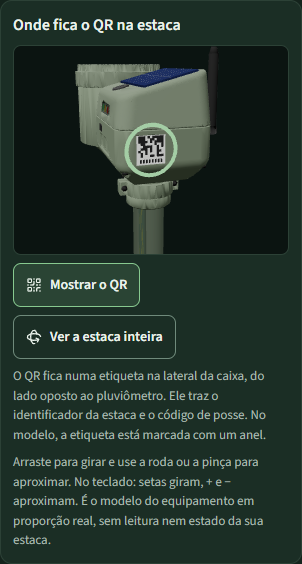 Onde fica o QR na estaca
Mostrar o QR
Ver a estaca inteira
O QR fica numa etiqueta na lateral da caixa, do
lado oposto ao pluviômetro. Ele traz o
identificador da estaca e o código de posse. No
modelo, a etiqueta está marcada com um anel.
Arraste para girar e use a roda ou a pinça para
aproximar. No teclado: setas giram, + e −
aproximam. É o modelo do equipamento em
proporção real, sem leitura nem estado da sua
estaca.